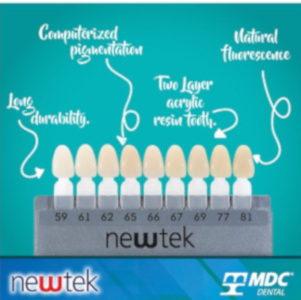 Computerized
pigmentation
Natural
fluorescence
Two Layer
acrylic
resin tooth.
Long
durability.
59 61 62 65 66 67 69 77 81
newtek
newtek
MDC
DENTAL